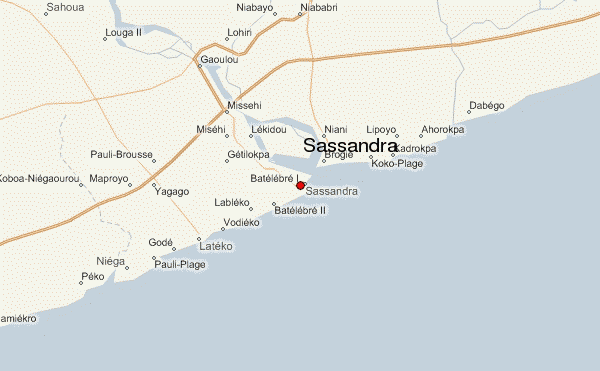 Sahoua
Niabayo
Niababri
Louga II
Lohiri
Gaoulou
Missehi
Dabégo
Miséhi
Lékidou
Niani
Lipoyo
Ahorokpa
Sassandra
Pauli-Brousse
Gétilokpa
Brogie
Kadrokpa
Koko-Plage
Koboa-Niégaourou
Maproyo
Yagago
Batélébré I
Sassandra
Labléko
Batélébré II
Vodiéko
Godé
Latéko
Niéga
Pauli-Plage
Péko
amiékro